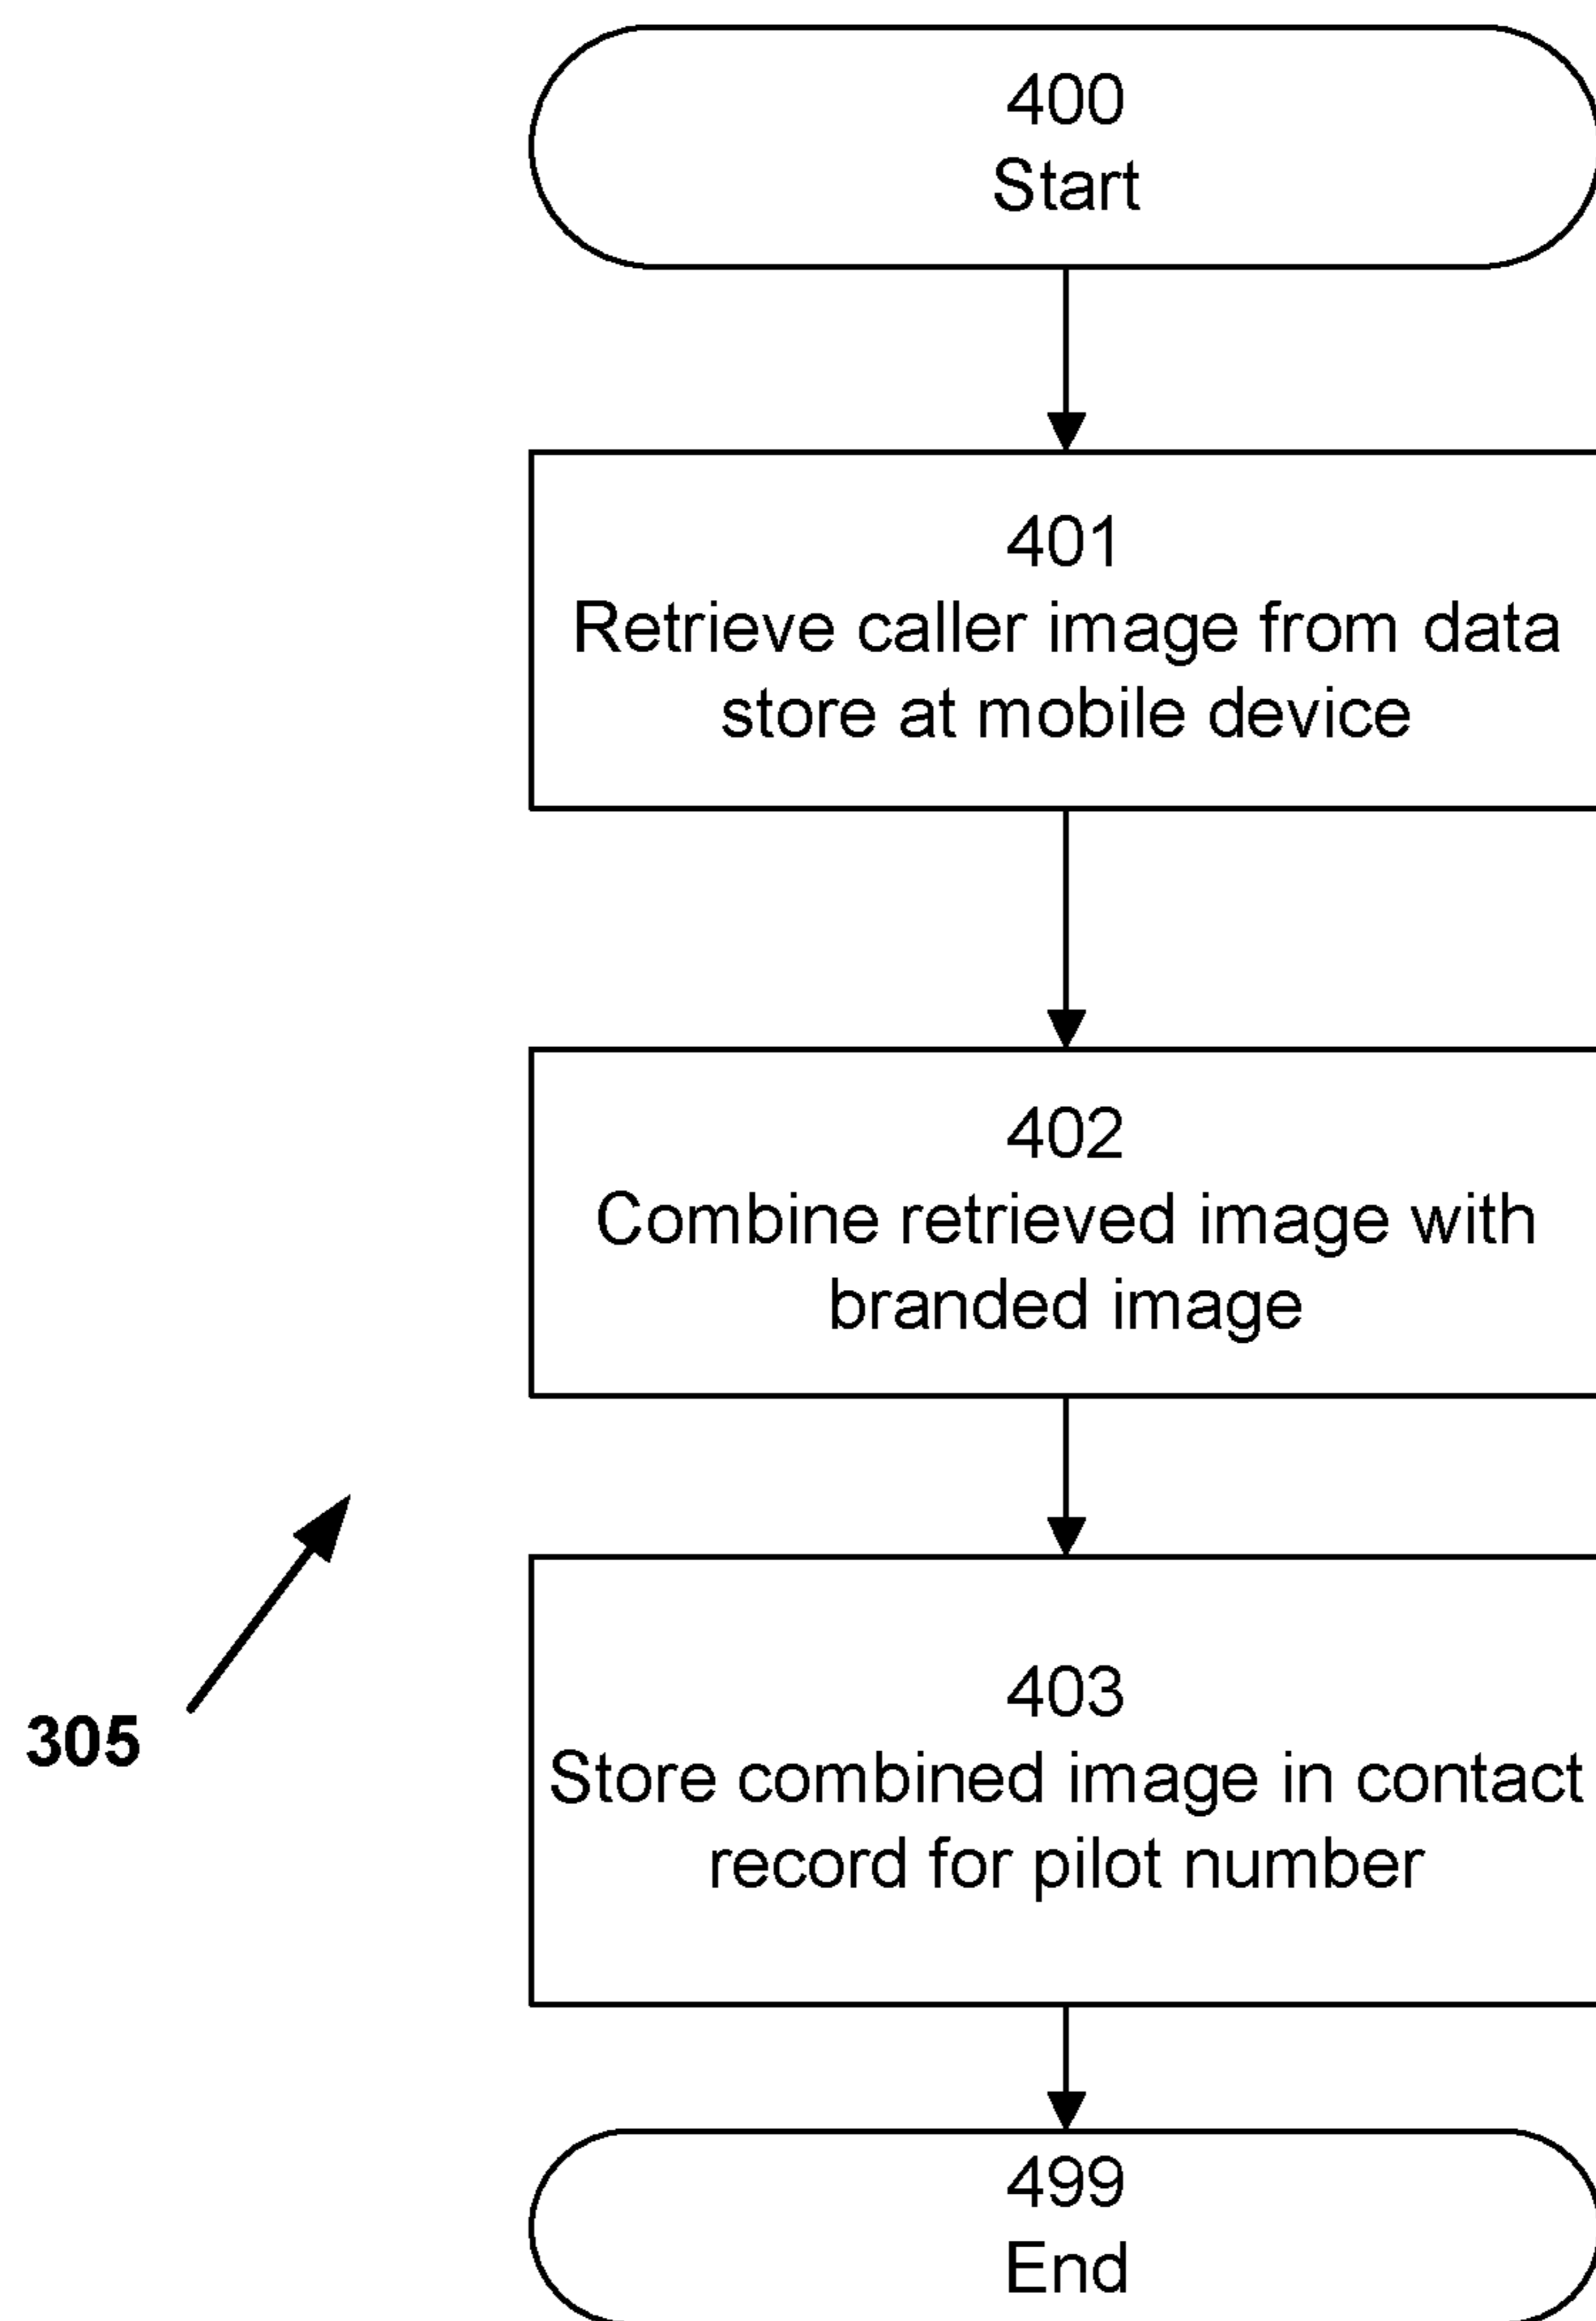 400
Start
401
Retrieve caller image from data
store at mobile device
402
Combine retrieved image with
branded image
403
Store combined image in contact
record for pilot number
305
499
End